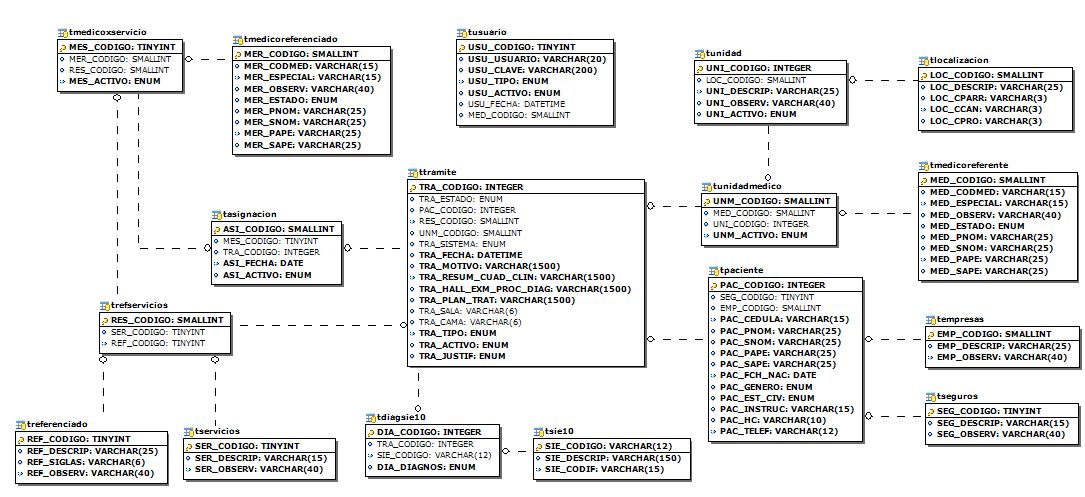 tmedicoxservicio
MES_CODIGO: TINYINT
MER_CODIGO: SMALLINT
RES_CODIGO: SMALLINT
MES_ACTIVO: ENUM
tmedicoreferenciado
MER_CODIGO: SMALLINT
MER_CODMED: VARCHAR(15)
MER_ESPECIAL: VARCHAR(15)
MER_OBSERV: VARCHAR(40)
MER_ESTADO: ENUM
MER_PNOM: VARCHAR(25)
MER_SNOM: VARCHAR(25)
MER_PAPE: VARCHAR(25)
MER_SAPE: VARCHAR(25)
tusuario
USU_CODIGO: TINYINT
USU_USUARIO: VARCHAR(20)
USU_CLAVE: VARCHAR(200)
USU_TIPO: ENUM
USU_ACTIVO: ENUM
USU_FECHA: DATETIME
MED_CODIGO: SMALLINT
tunidad
UNI_CODIGO: INTEGER
LOC_CODIGO: SMALLINT
UNI_DESCRIP: VARCHAR(25)
UNI_OBSERV: VARCHAR(40)
UNI_ACTIVO: ENUM
tlocalizacion
LOC_CODIGO: SMALLINT
LOC_DESCRIP: VARCHAR(25)
LOC_CPARR: VARCHAR(3)
LOC_CCAN: VARCHAR(3)
LOC_CPRO: VARCHAR(3)
ttramite
TRA_CODIGO: INTEGER
TRA_ESTADO: ENUM
PAC_CODIGO: INTEGER
RES_CODIGO: SMALLINT
UNM_CODIGO: SMALLINT
TRA_SISTEMA: ENUM
TRA_FECHA: DATETIME
TRA_MOTIVO: VARCHAR(1500)
TRA_RESUM_CUAD_CLIN: VARCHAR(1500)
TRA_HALL_EXM_PROC_DIAG: VARCHAR(1500)
TRA_PLAN_TRAT: VARCHAR(1500)
TRA_SALA: VARCHAR(6)
TRA_CAMA: VARCHAR(6)
TRA_TIPO: ENUM
TRA_ACTIVO: ENUM
TRA_JUSTIF: ENUM
tunidadmedico
UNM_CODIGO: SMALLINT
MED_CODIGO: SMALLINT
UNI_CODIGO: INTEGER
UNM_ACTIVO: ENUM
tmedicoreferente
MED_CODIGO: SMALLINT
MED_CODMED: VARCHAR(15)
MED_ESPECIAL: VARCHAR(15)
MED_OBSERV: VARCHAR(40)
MED_ESTADO: ENUM
MED_PNOM: VARCHAR(25)
MED_SNOM: VARCHAR(25)
MED_PAPE: VARCHAR(25)
MED_SAPE: VARCHAR(25)
tasignacion
ASI_CODIGO: SMALLINT
MES_CODIGO: TINYINT
TRA_CODIGO: INTEGER
ASI_FECHA: DATE
ASI_ACTIVO: ENUM
tpaciente
PAC_CODIGO: INTEGER
SEG_CODIGO: TINYINT
EMP_CODIGO: SMALLINT
PAC_CEDULA: VARCHAR(15)
PAC_PNOM: VARCHAR(25)
PAC_SNOM: VARCHAR(25)
PAC_PAPE: VARCHAR(25)
PAC_SAPE: VARCHAR(25)
PAC_FCH_NAC: DATE
PAC_GENERO: ENUM
PAC_EST_CIV: ENUM
PAC_INSTRUC: VARCHAR(15)
PAC_HC: VARCHAR(10)
PAC_TELEF: VARCHAR(12)
trefservicios
RES_CODIGO: SMALLINT
SER_CODIGO: TINYINT
REF_CODIGO: TINYINT
tempresas
EMP_CODIGO: SMALLINT
EMP_DESCRIP: VARCHAR(25)
EMP_OBSERV: VARCHAR(40)
tseguros
SEG_CODIGO: TINYINT
SEG_DESCRIP: VARCHAR(15)
SEG_OBSERV: VARCHAR(40)
treferenciado
REF_CODIGO: TINYINT
REF_DESCRIP: VARCHAR(25)
REF_SIGLAS: VARCHAR(6)
REF_OBSERV: VARCHAR(40)
tservicios
SER_CODIGO: TINYINT
SER_DESCRIP: VARCHAR(15)
SER_OBSERV: VARCHAR(40)
tdiagsie10
DIA_CODIGO: INTEGER
TRA_CODIGO: INTEGER
SIE_CODIGO: VARCHAR(12)
DIA_DIAGNOS: ENUM
tsie10
SIE_CODIGO: VARCHAR(12)
SIE_DESCRIP: VARCHAR(150)
SIE_CODIF: VARCHAR(15)